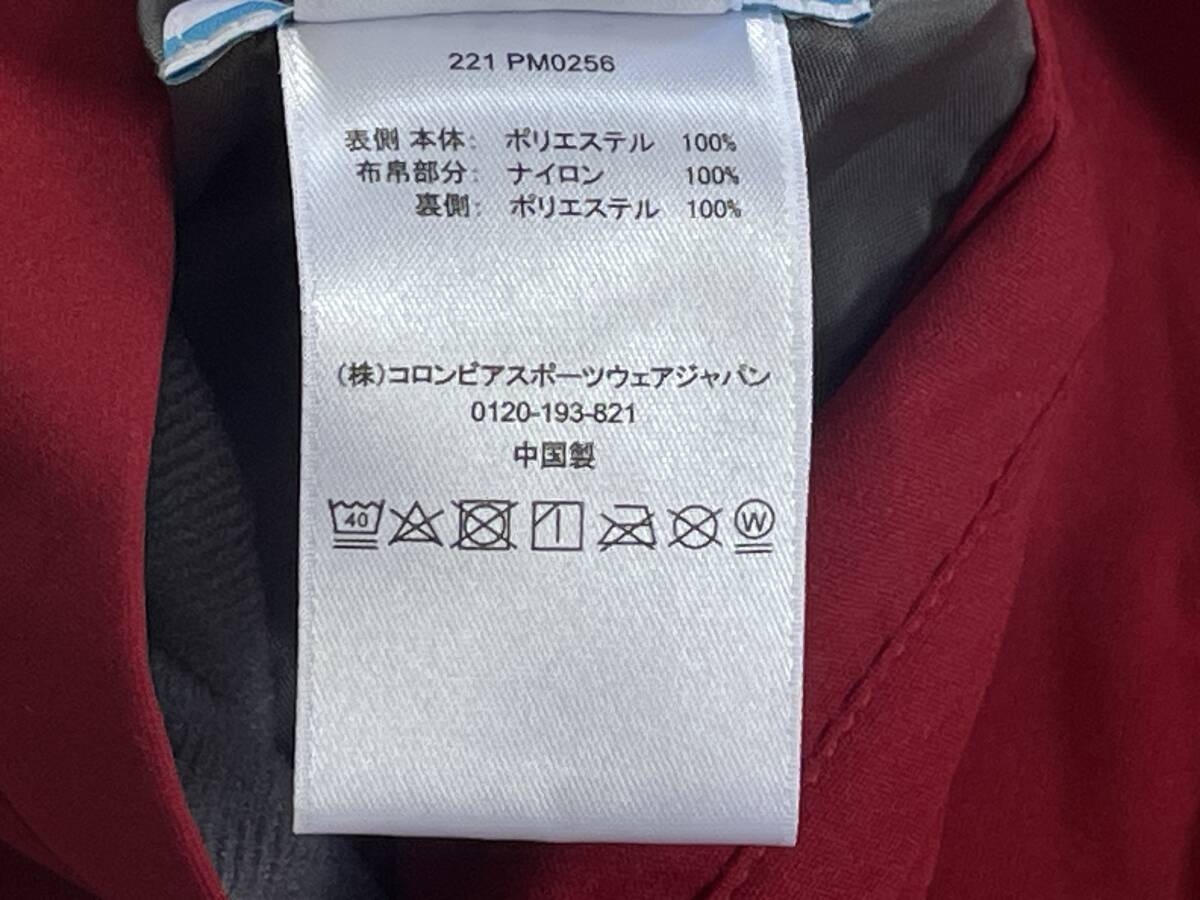 221 PM0256
表側 本体: ポリエステル 100%
布帛部分: ナイロン 100%
裏側: ポリエステル 100%
(株)コロンビアスポーツウェアジャパン
0120-193-821
中国製
40 W